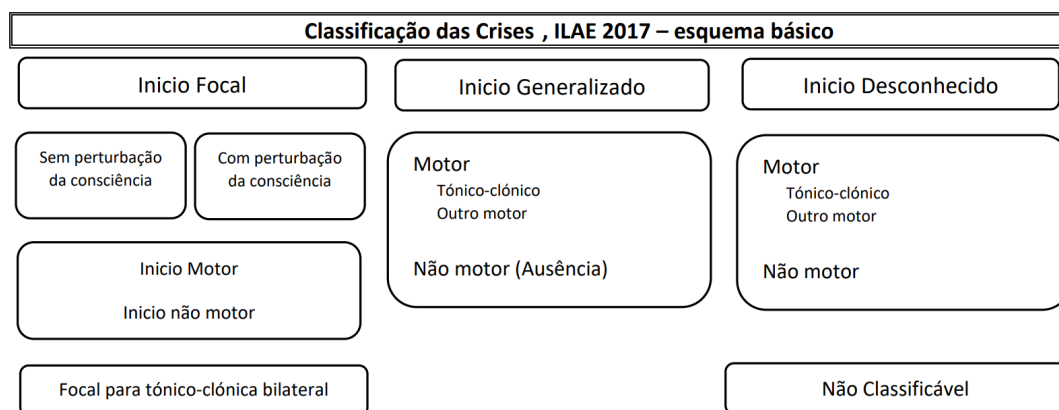 Classificação das Crises , ILAE 2017 – esquema básico
Inicio Focal
Inicio Generalizado
Inicio Desconhecido
Sem perturbação
da consciência
Com perturbação
da consciência
Motor
Tónico-clónico
Outro motor
Não motor (Ausência)
Motor
Tónico-clónico
Outro motor
Não motor
Inicio Motor
Inicio não motor
Focal para tónico-clónica bilateral
Não Classificável